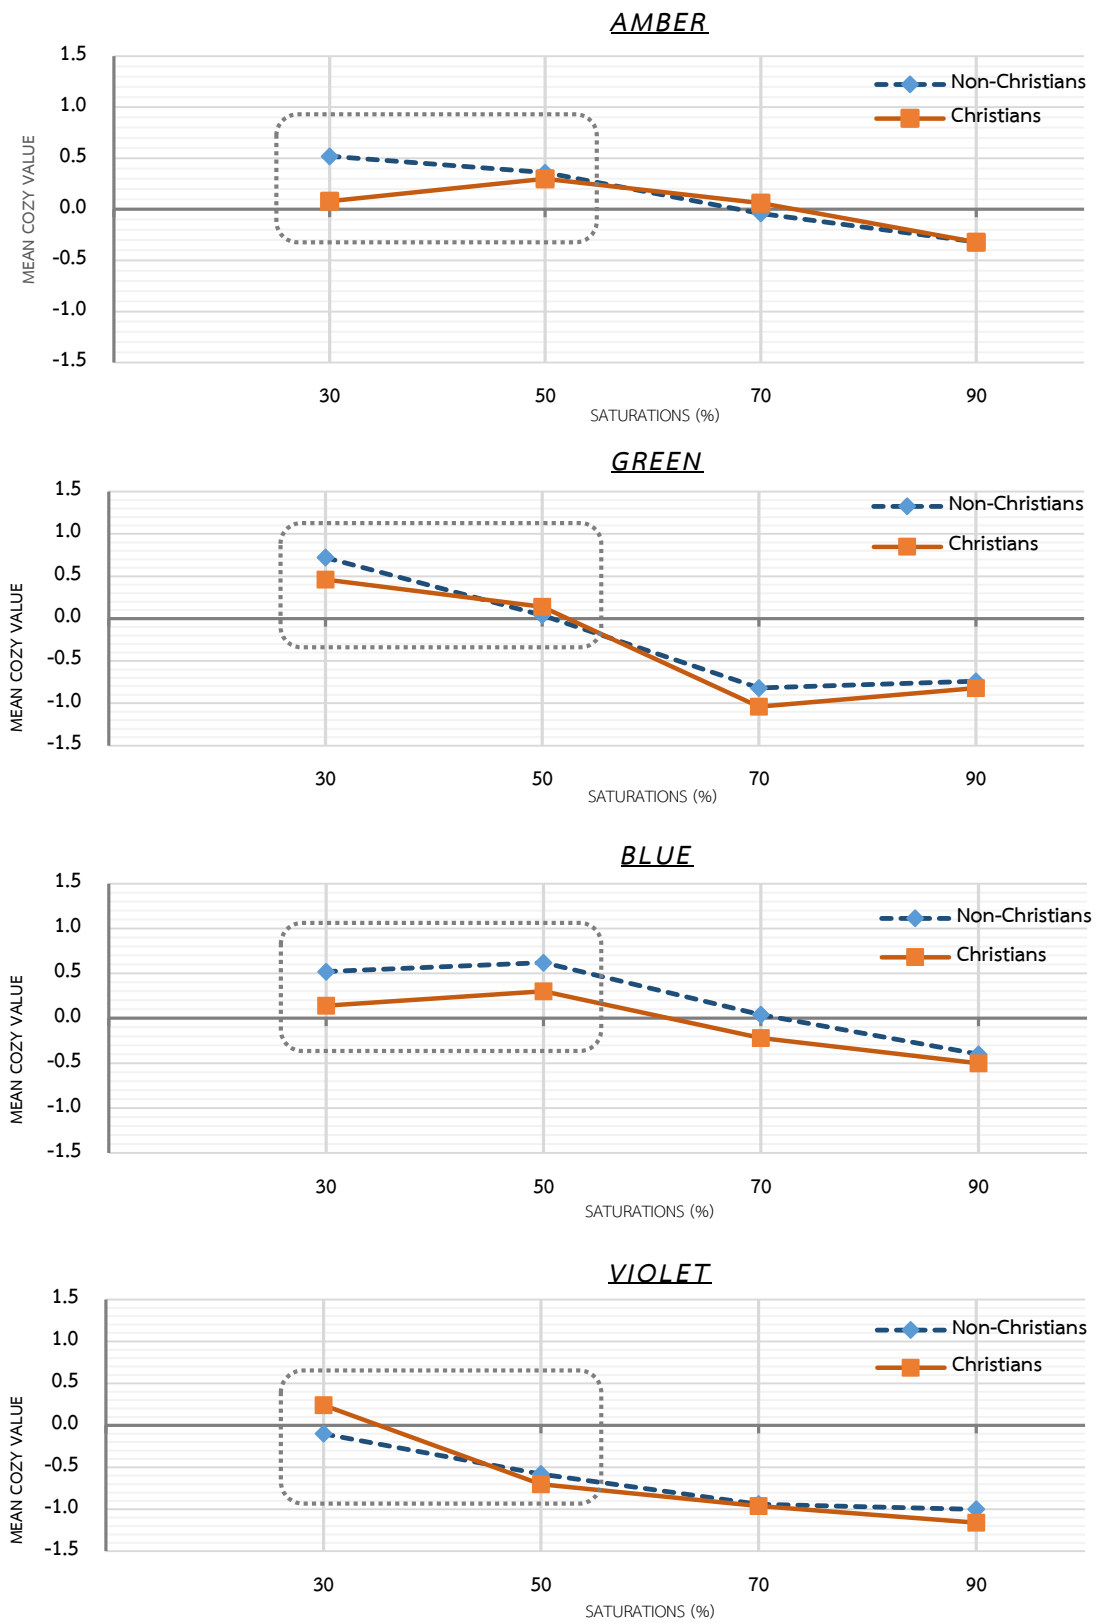 AMBER
1.5
1.0
0.5
0.0
-0.5
-1.0
-1.5
MEAN COZY VALUE
Non-Christians
Christians
30 50 70 90
SATURATIONS (%)
GREEN
1.5
1.0
0.5
0.0
-0.5
-1.0
-1.5
MEAN COZY VALUE
Non-Christians
Christians
30 50 70 90
SATURATIONS (%)
BLUE
1.5
1.0
0.5
0.0
-0.5
-1.0
-1.5
MEAN COZY VALUE
Non-Christians
Christians
30 50 70 90
SATURATIONS (%)
VIOLET
1.5
1.0
0.5
0.0
-0.5
-1.0
-1.5
MEAN COZY VALUE
Non-Christians
Christians
30 50 70 90
SATURATIONS (%)